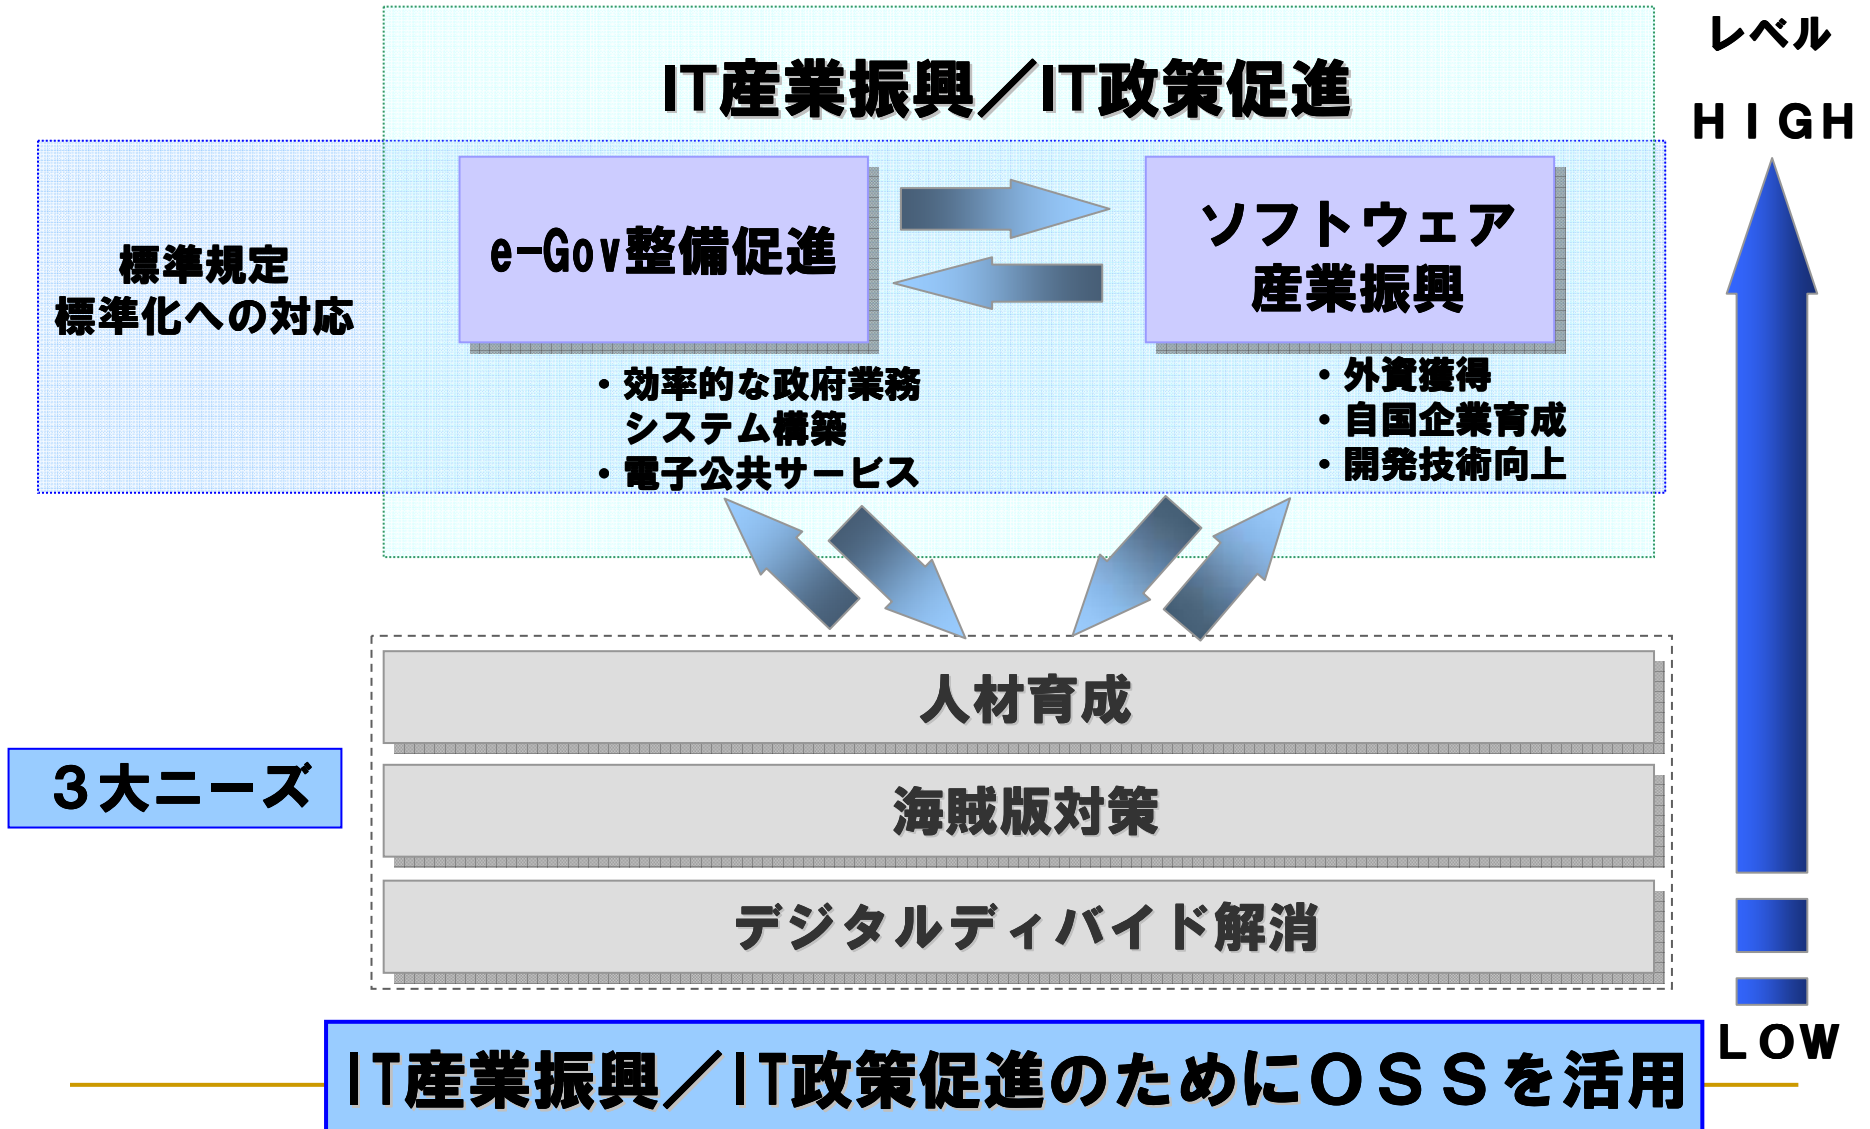 レベル
HIGH
IT産業振興／IT政策促進
標準規定
標準化への対応
e-Gov整備促進
ソフトウェア
産業振興
・効率的な政府業務
システム構築
・電子公共サービス
・外資獲得
・自国企業育成
・開発技術向上
３大ニーズ
人材育成
海賊版対策
デジタルディバイド解消
LOW
IT産業振興／IT政策促進のためにＯＳＳを活用